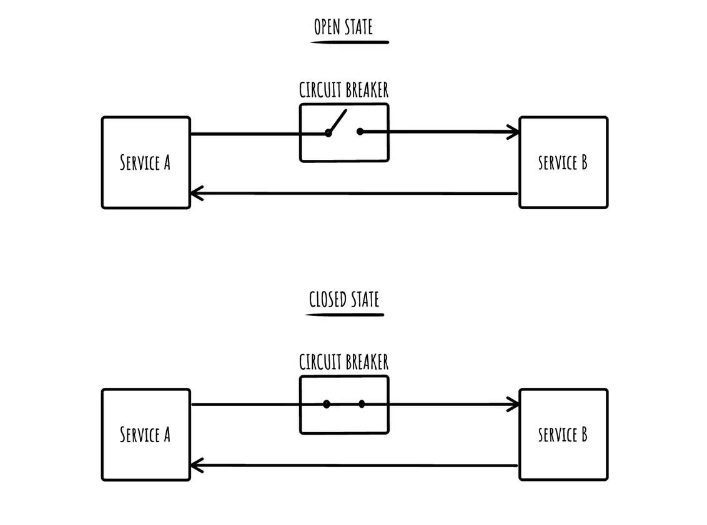 OPEN STATE
CIRCUIT BREAKER
SERVICE A
SERVICE B
CLOSED STATE
CIRCUIT BREAKER
SERVICE A
SERVICE B